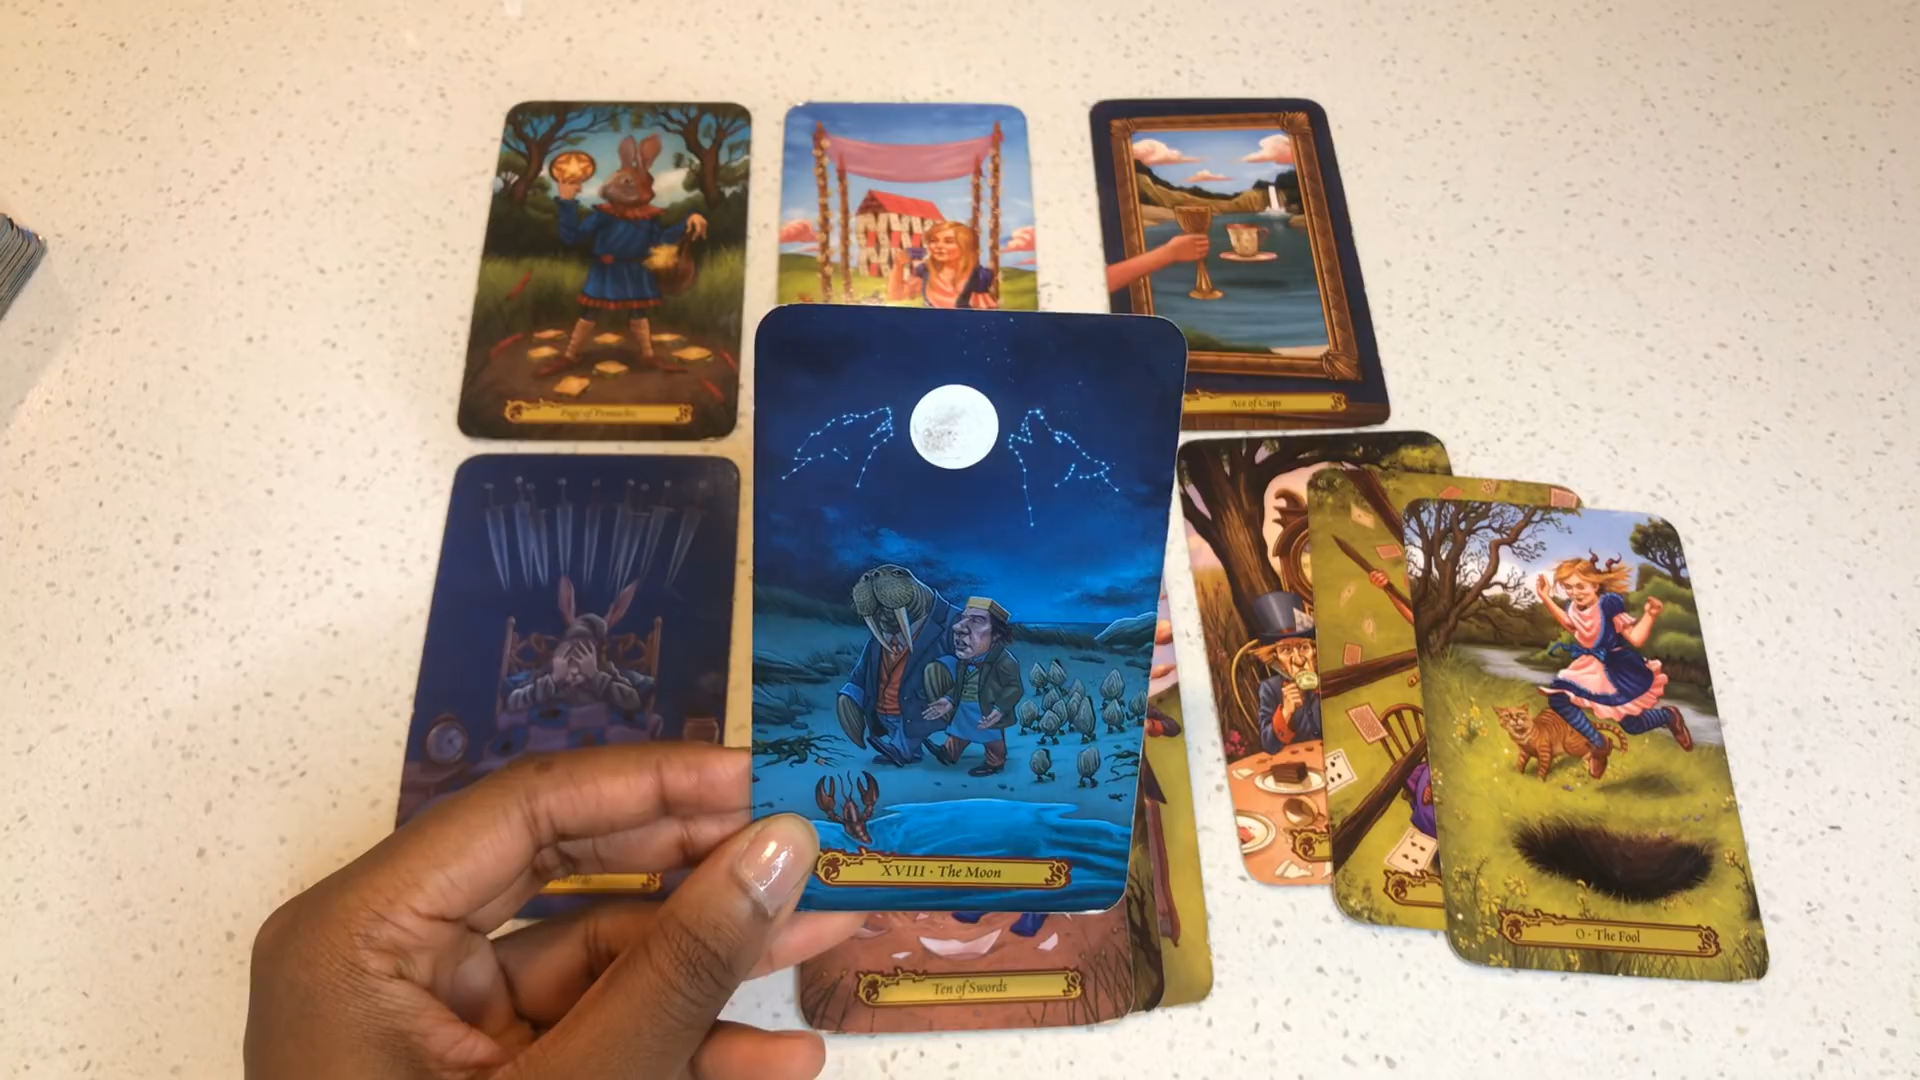 Page of Pentacles
Ace of Cups
XVIII · The Moon
0 · The Fool
Ten of Swords